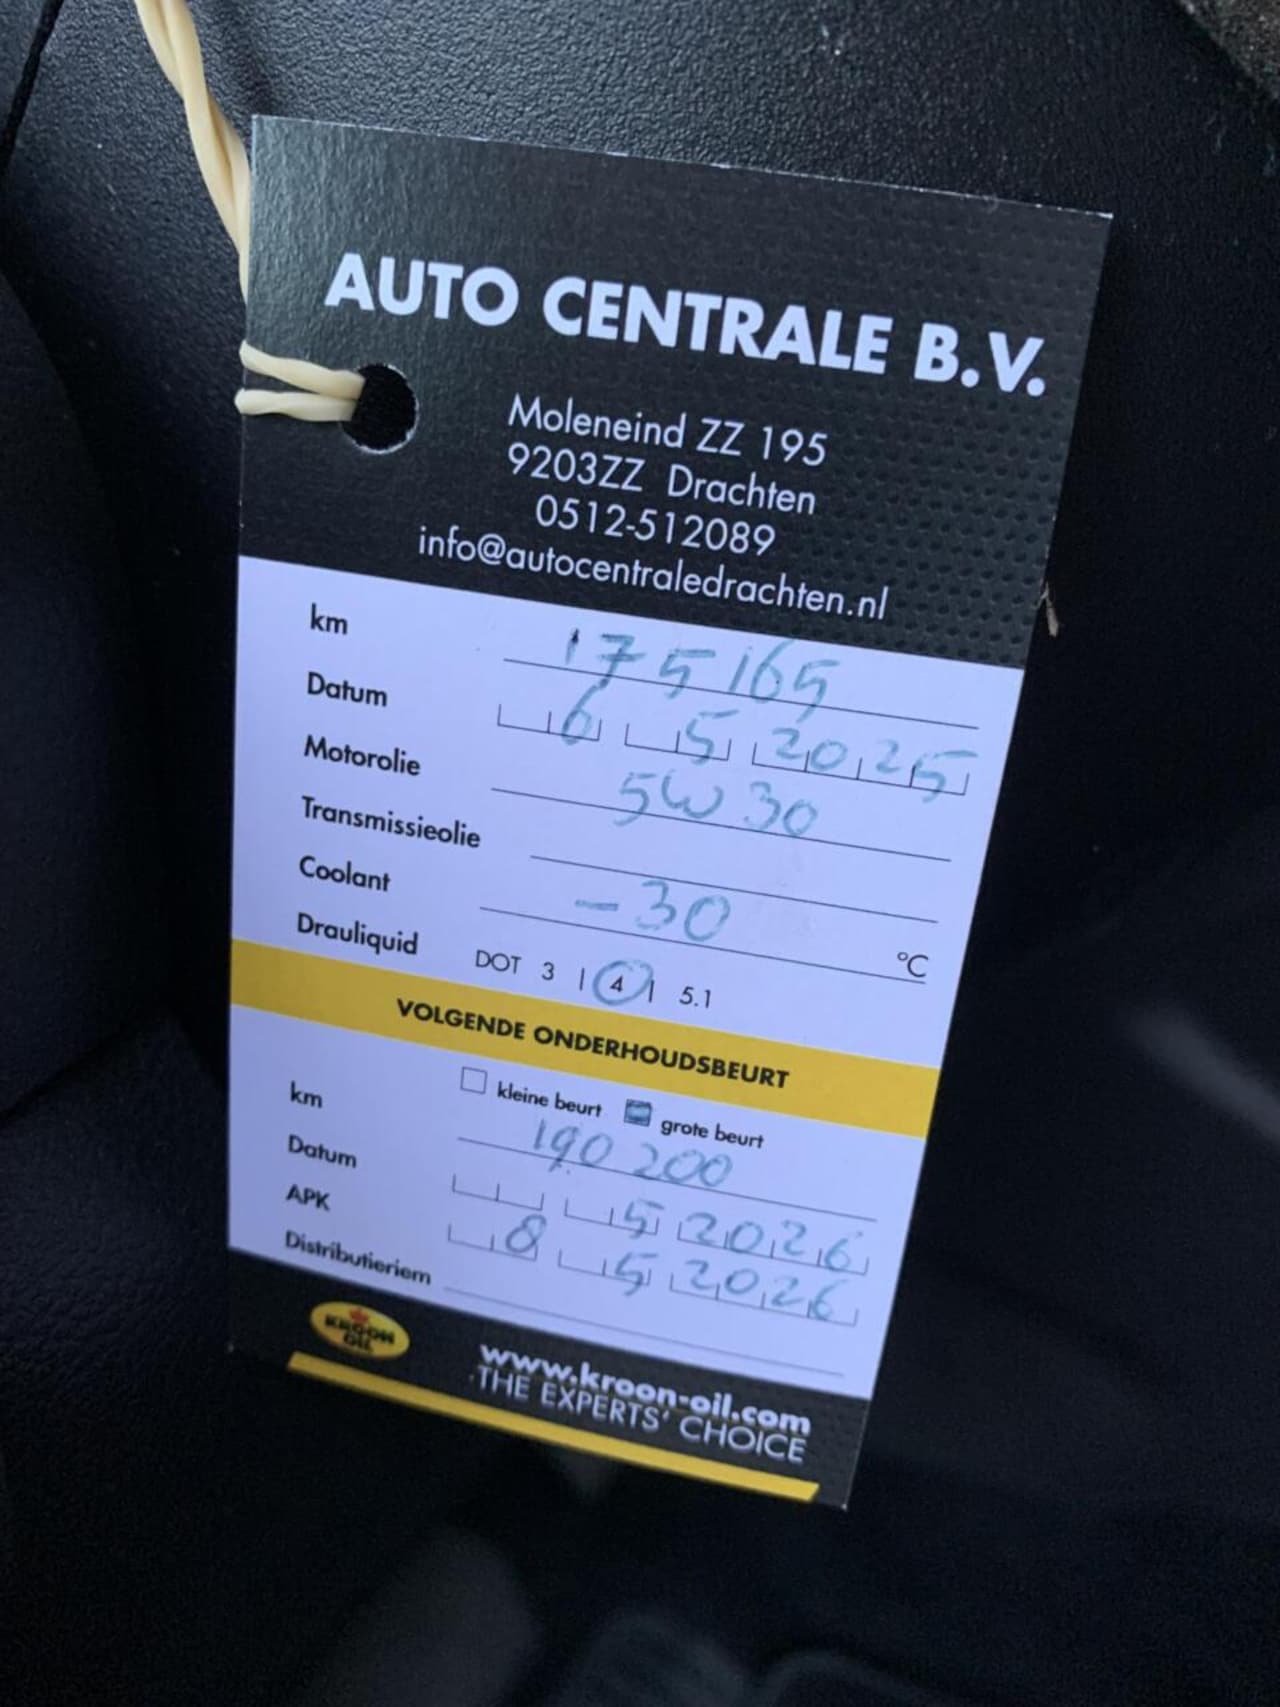 AUTO CENTRALE B.V.
Moleneind ZZ 195
9203ZZ Drachten
0512-512089
info@autocentraledrachten.nl
km 175165
Datum 6 5 2025
Motorolie 5W30
Transmissieolie
Coolant -30 °C
Drauliquid DOT 3 | 4 | 5.1
VOLGENDE ONDERHOUDSBEURT
kleine beurt grote beurt
km 190200
Datum 5 2026
APK 8 5 2026
Distributieriem
KROON OIL
www.kroon-oil.com
THE EXPERTS' CHOICE